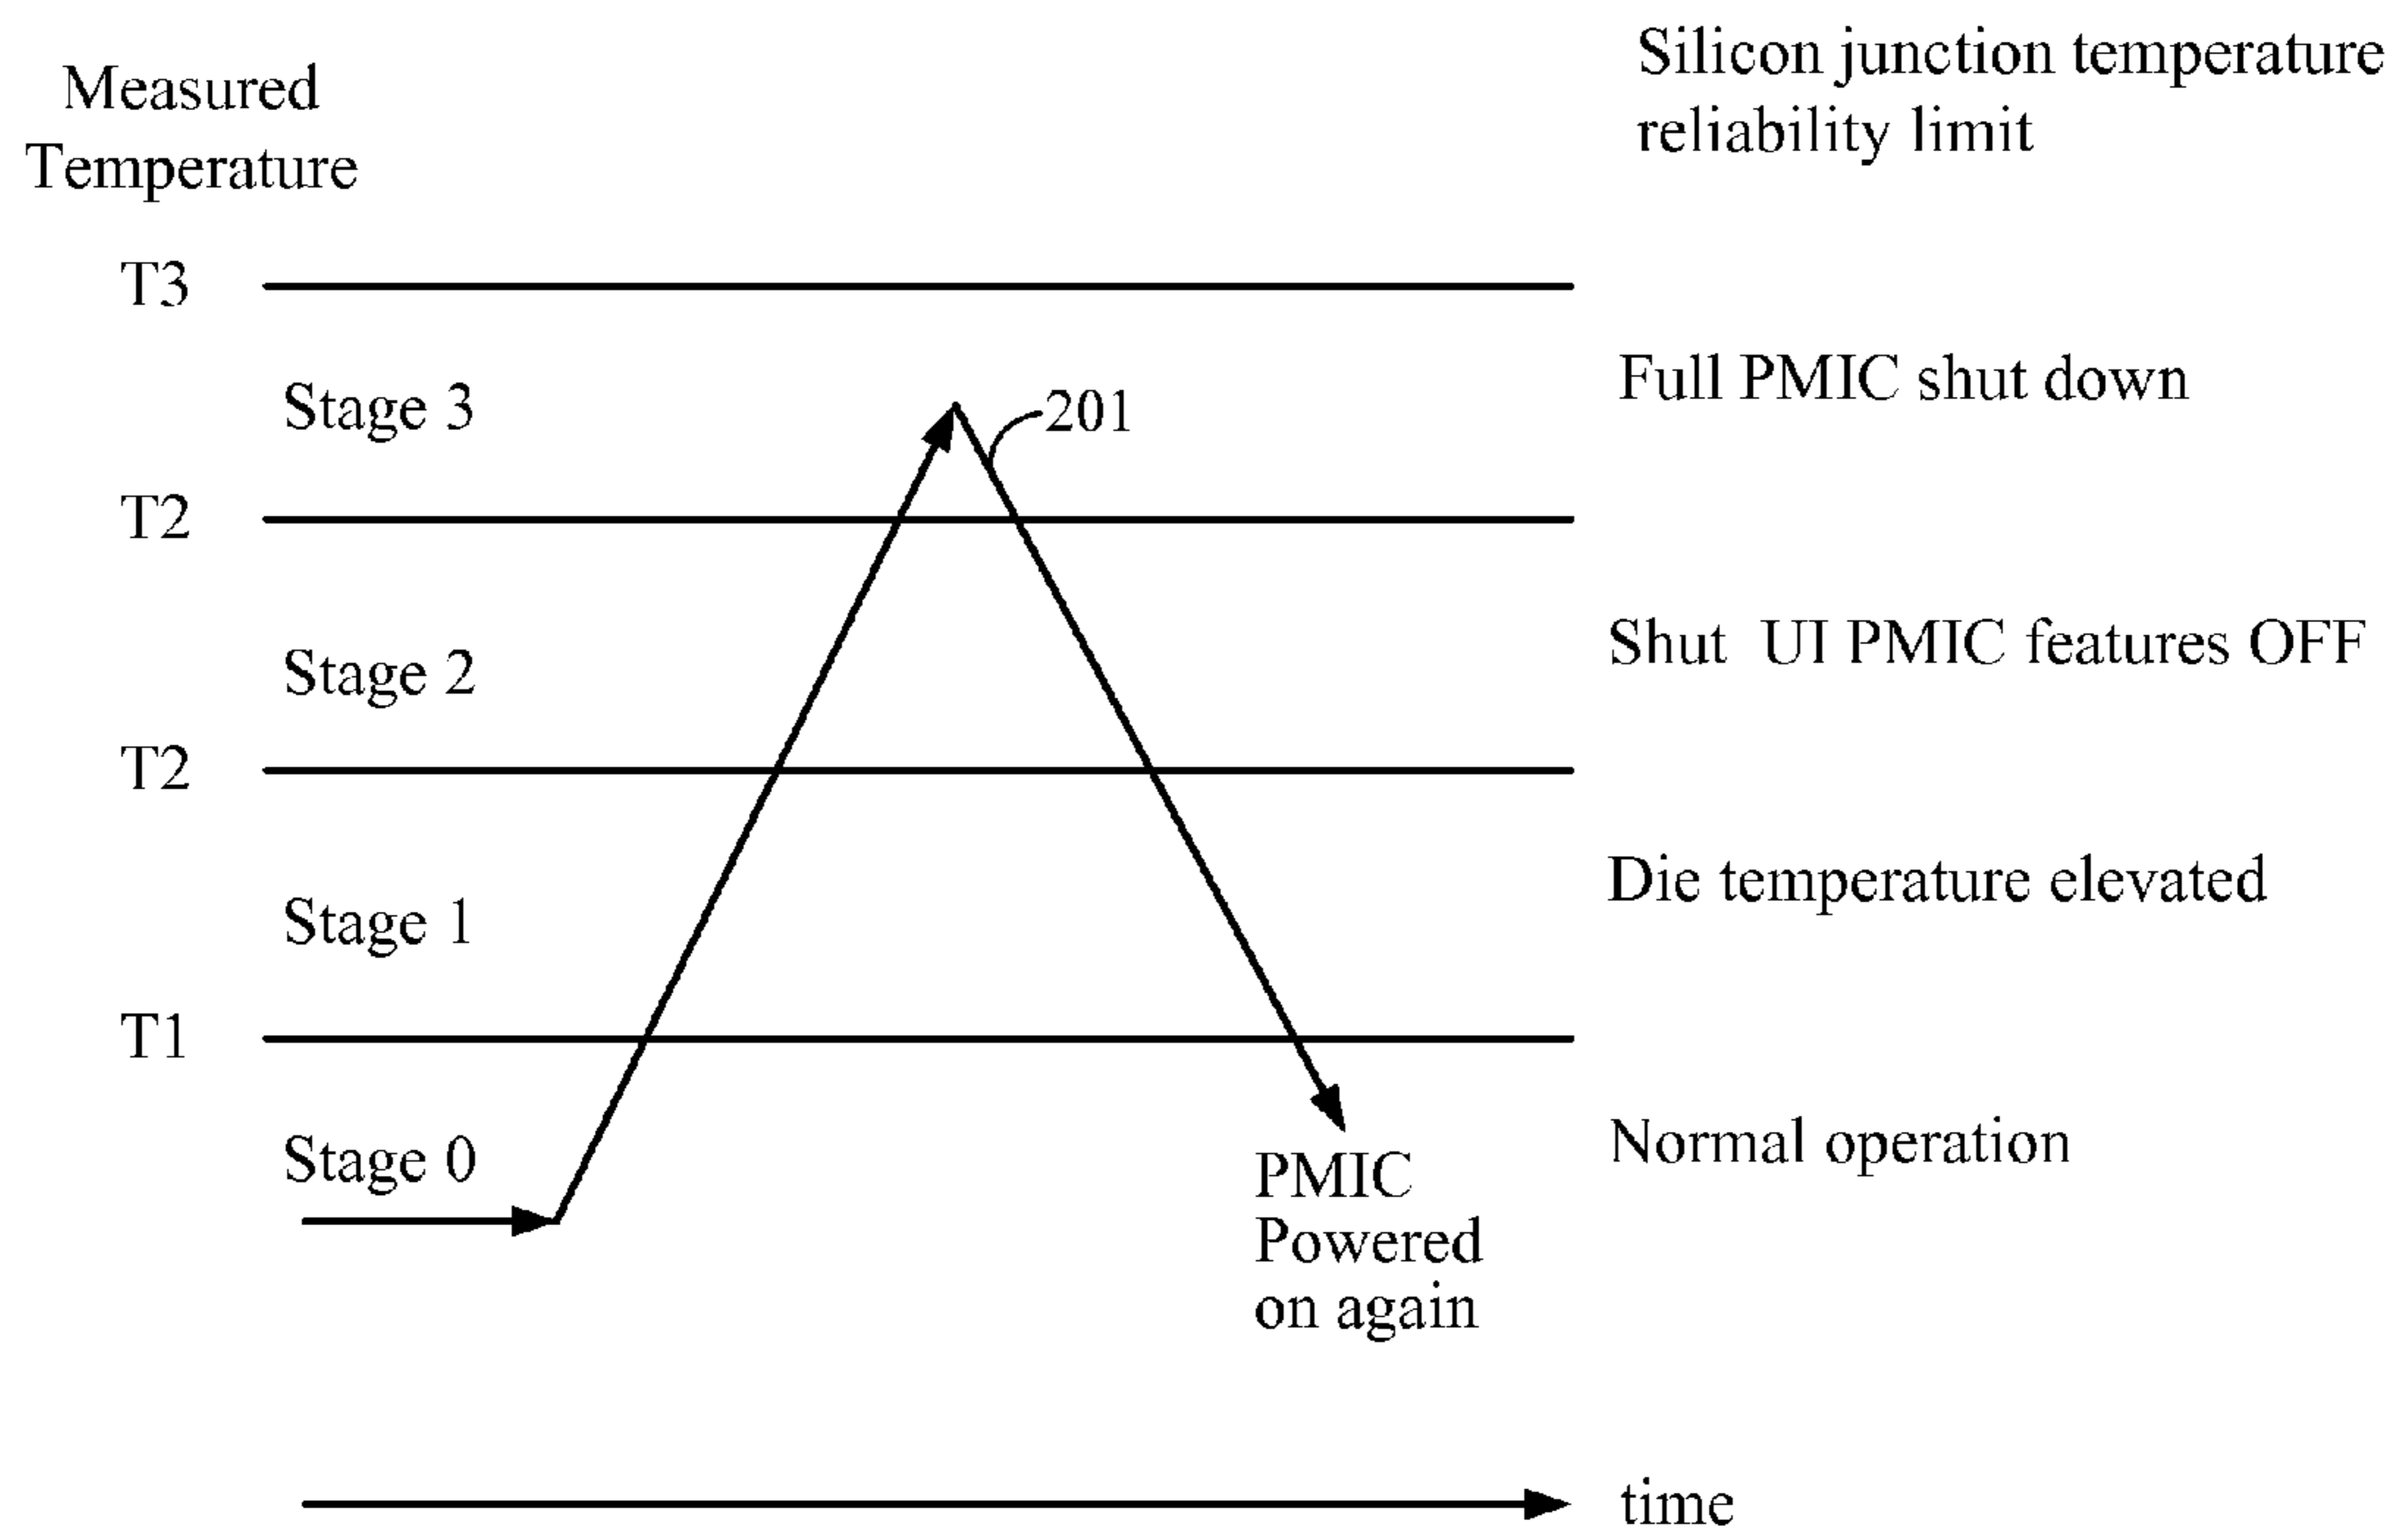 Silicon junction temperature
reliability limit
Measured
Temperature
T3
Stage 3
201
Full PMIC shut down
T2
Stage 2
Shut UI PMIC features OFF
T2
Stage 1
Die temperature elevated
T1
Stage 0
Normal operation
PMIC
Powered
on again
time